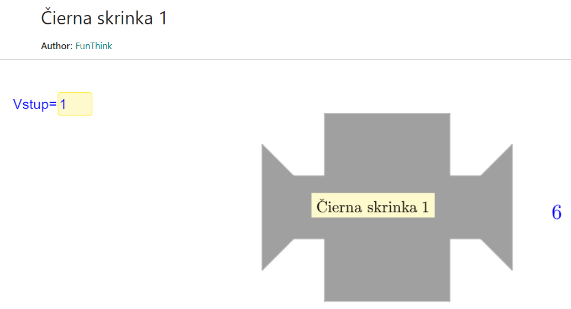 Čierna skrinka 1
Author: FunThink
Vstup=1
Čierna skrinka 1
6